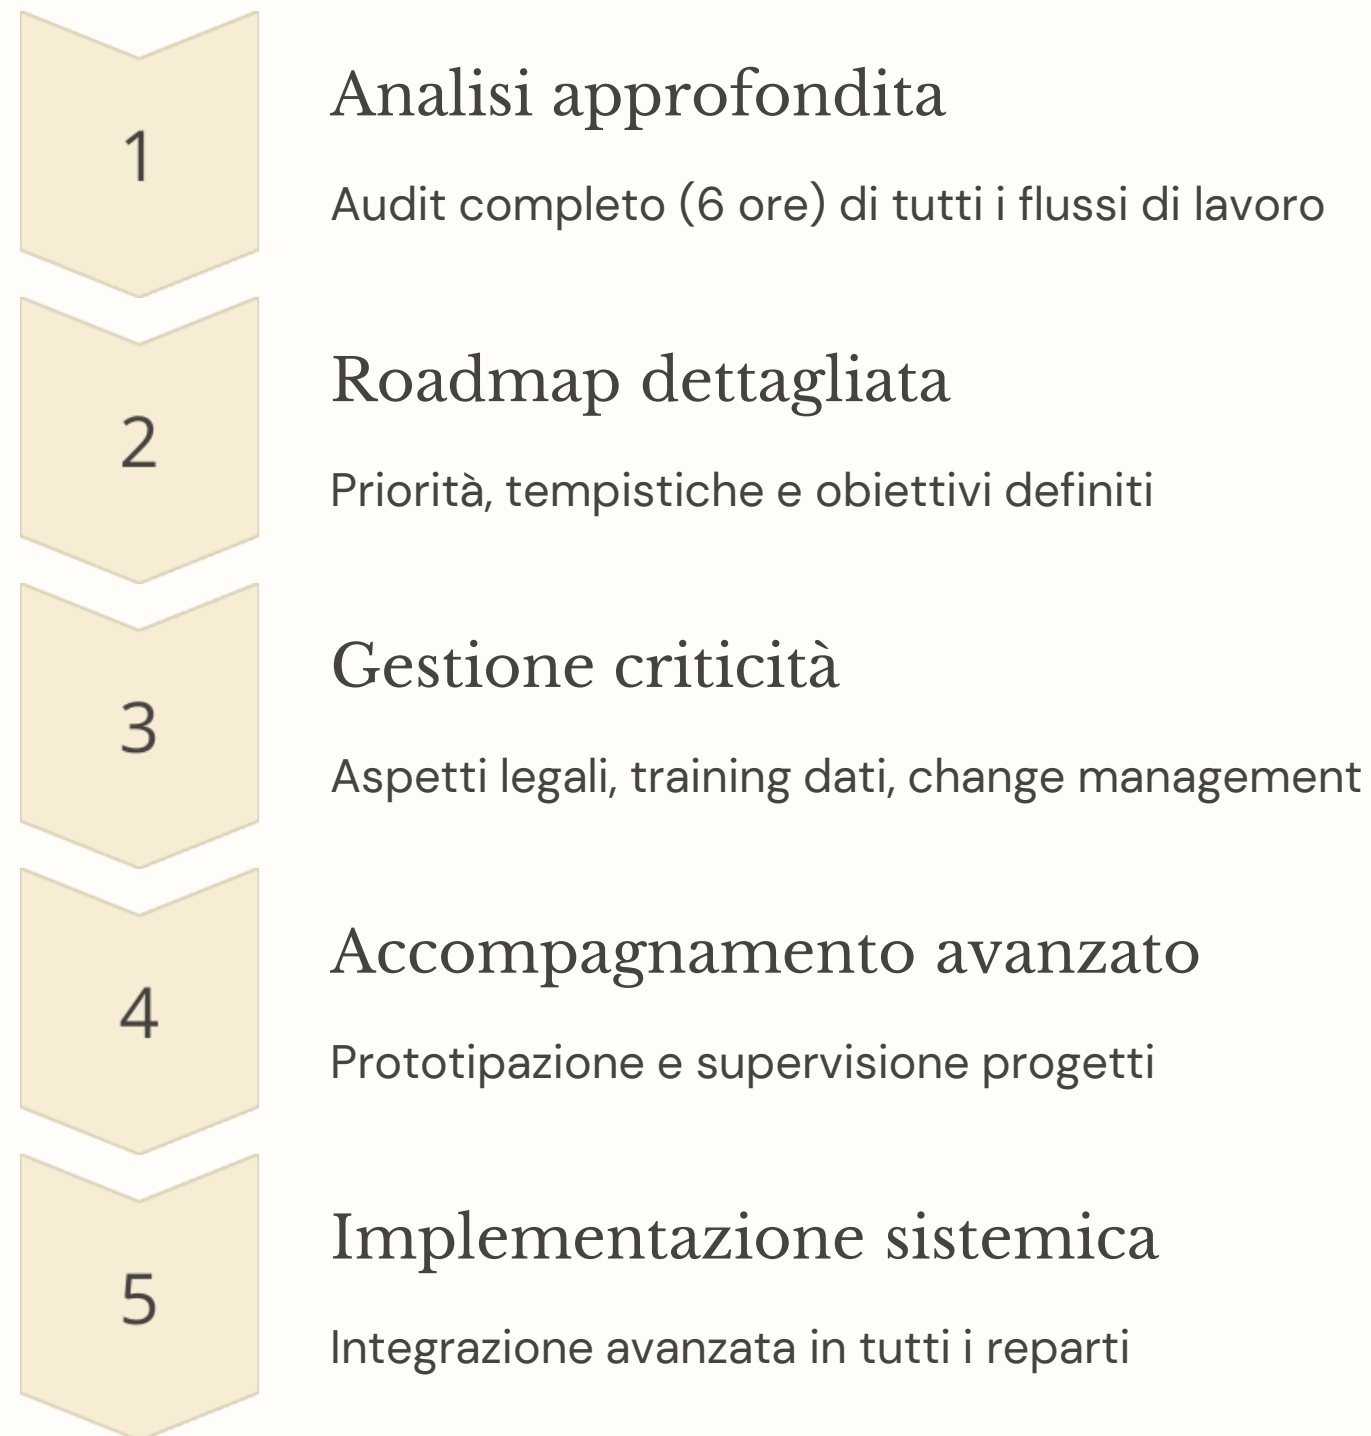 1
Analisi approfondita
Audit completo (6 ore) di tutti i flussi di lavoro
2
Roadmap dettagliata
Priorità, tempistiche e obiettivi definiti
3
Gestione criticità
Aspetti legali, training dati, change management
4
Accompagnamento avanzato
Prototipazione e supervisione progetti
5
Implementazione sistemica
Integrazione avanzata in tutti i reparti